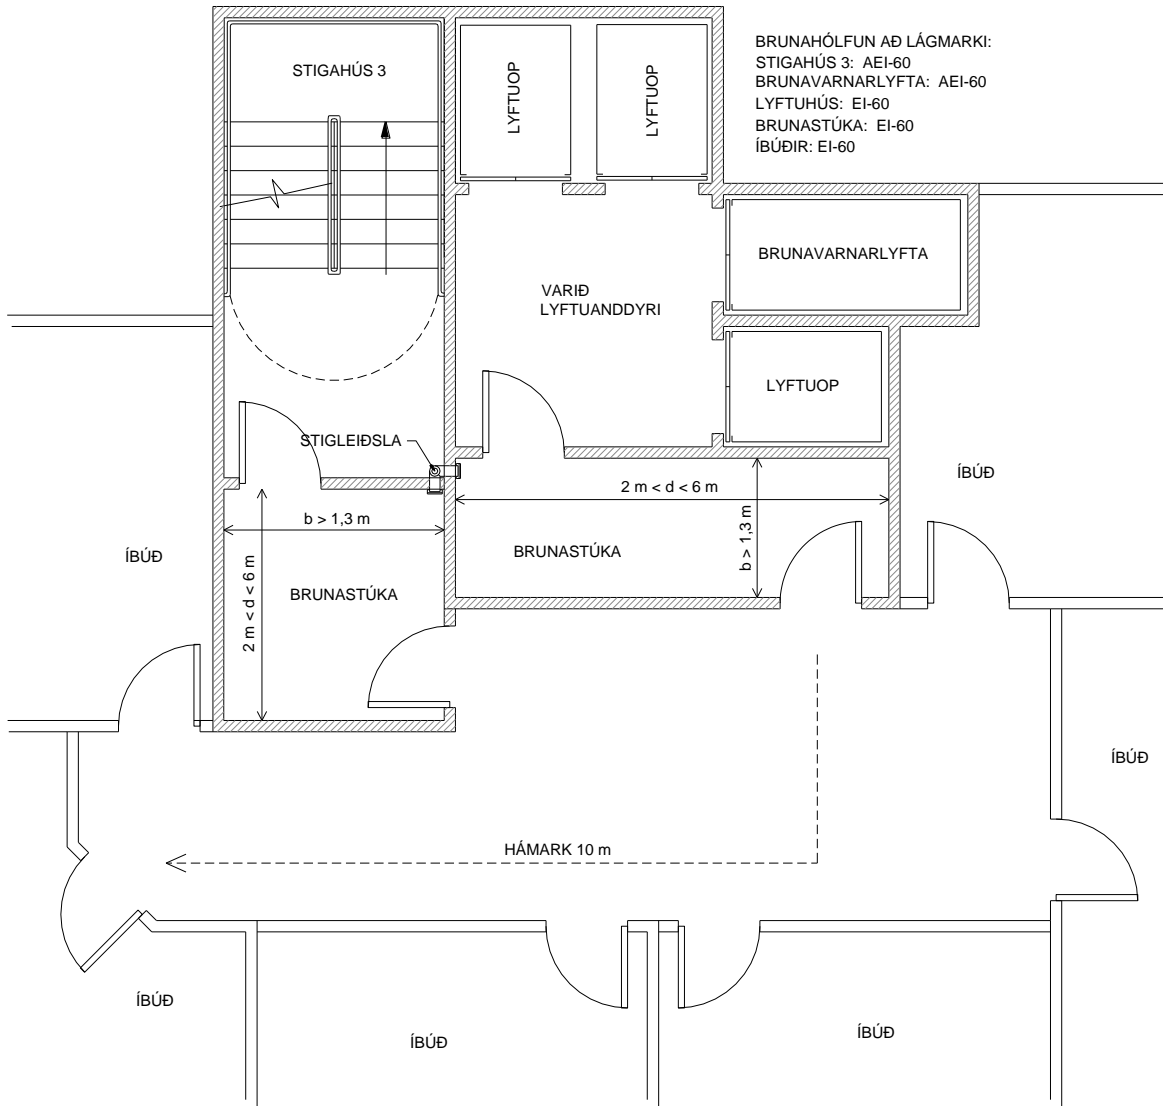 BRUNAHÓLFUN AÐ LÁGMARKI:
STIGAHÚS 3: AEI-60
BRUNAVARNARLYFTA: AEI-60
LYFTUHÚS: EI-60
BRUNASTÚKA: EI-60
ÍBÚÐIR: EI-60
STIGAHÚS 3
LYFTUOP
LYFTUOP
BRUNAVARNARLYFTA
VARIÐ
LYFTUANDDYRI
LYFTUOP
STIGLEIÐSLA
ÍBÚÐ
2 m < d < 6 m
b > 1,3 m
b > 1,3 m
BRUNASTÚKA
ÍBÚÐ
BRUNASTÚKA
2 m < d < 6 m
ÍBÚÐ
HÁMARK 10 m
ÍBÚÐ
ÍBÚÐ
ÍBÚÐ